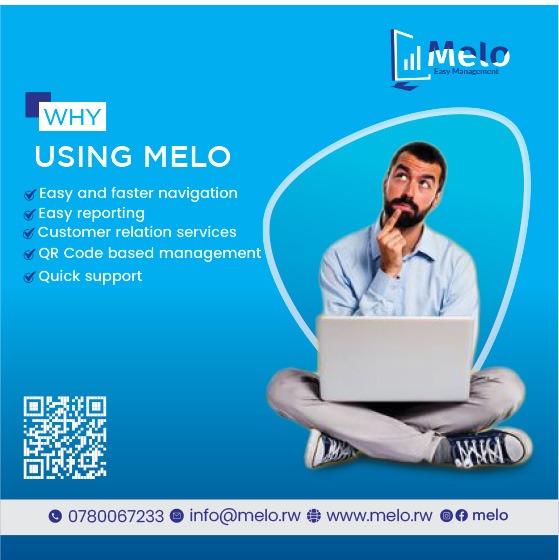 Melo
Easy Management
WHY
USING MELO
Easy and faster navigation
Easy reporting
Customer relation services
QR Code based management
Quick support
0780067233 info@melo.rw www.melo.rw melo